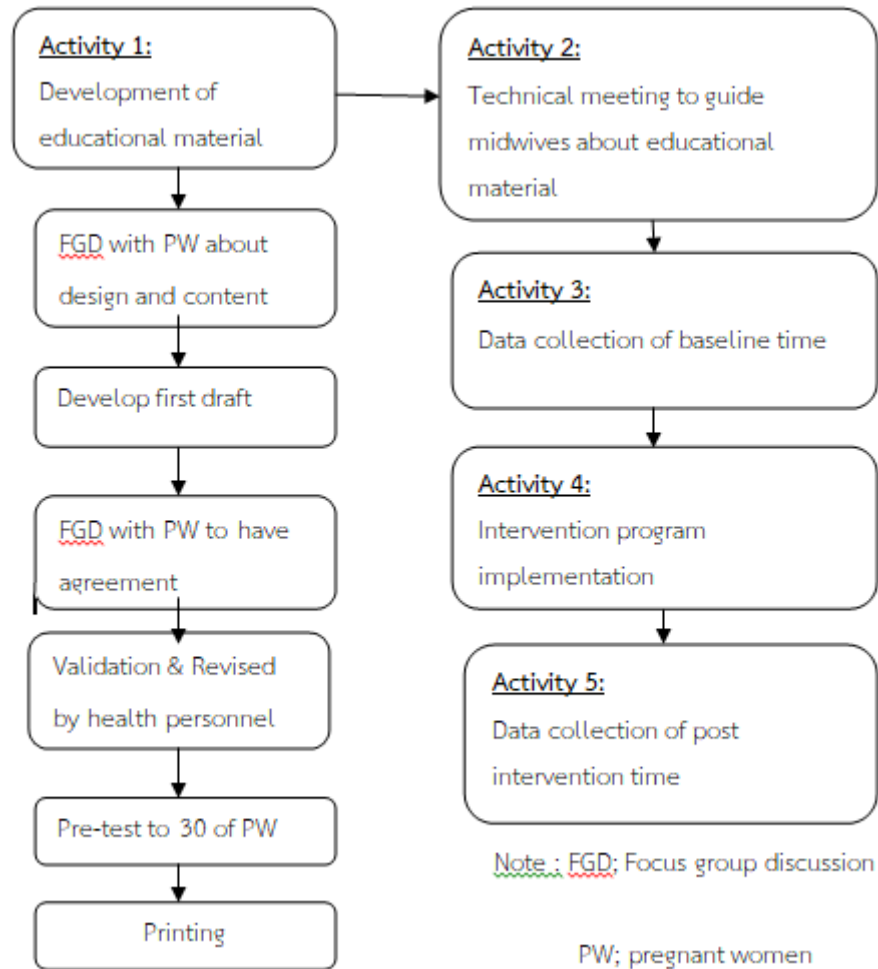 Activity 1:
Development of
educational material
FGD with PW about
design and content
Develop first draft
FGD with PW to have
agreement
Validation & Revised
by health personnel
Pre-test to 30 of PW
Printing
Activity 2:
Technical meeting to guide
midwives about educational
material
Activity 3:
Data collection of baseline time
Activity 4:
Intervention program
implementation
Activity 5:
Data collection of post
intervention time
Note : FGD; Focus group discussion
PW; pregnant women